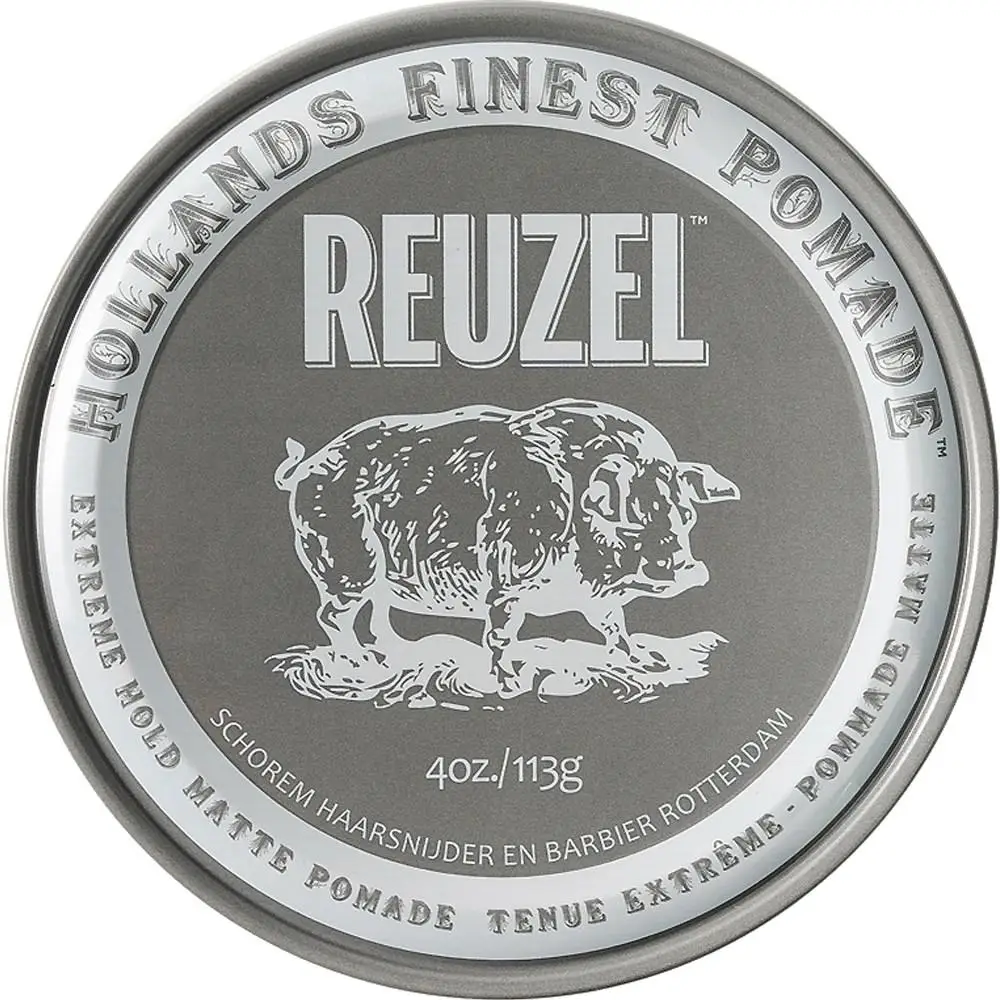 HOLLANDS FINEST POMADE™
REUZEL™
4oz./113g
SCHOREM HAARSNIJDER EN BARBIER ROTTERDAM
EXTREME HOLD MATTE POMADE
TENUE EXTRÊME - POMMADE MATTE